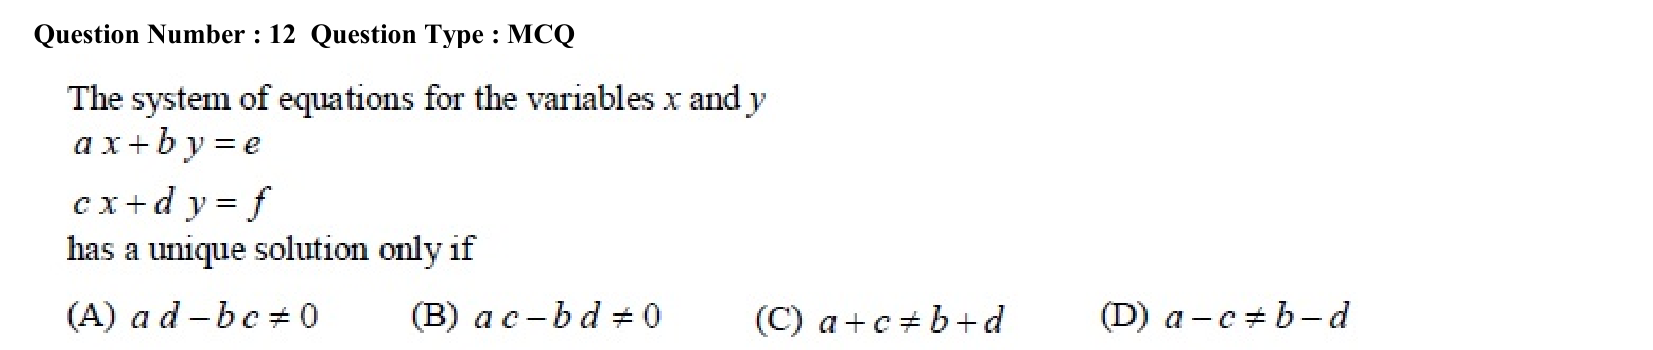 Question Number : 12 Question Type : MCQ
The system of equations for the variables x and y
a x + b y = e
c x + d y = f
has a unique solution only if
(A) a d − b c ≠ 0 (B) a c − b d ≠ 0 (C) a + c ≠ b + d (D) a − c ≠ b − d